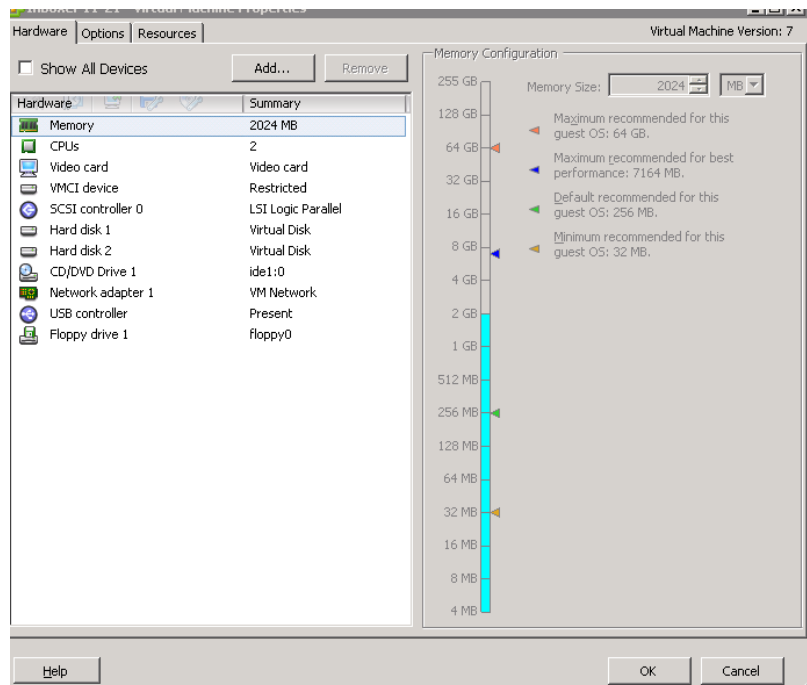 Virtual Machine Properties
Hardware Options Resources
Virtual Machine Version: 7
Show All Devices
Add...
Remove
Hardware Summary
Memory 2024 MB
CPUs 2
Video card Video card
VMCI device Restricted
SCSI controller 0 LSI Logic Parallel
Hard disk 1 Virtual Disk
Hard disk 2 Virtual Disk
CD/DVD Drive 1 ide1:0
Network adapter 1 VM Network
USB controller Present
Floppy drive 1 floppy0
Memory Configuration
255 GB
128 GB
64 GB
32 GB
16 GB
8 GB
4 GB
2 GB
1 GB
512 MB
256 MB
128 MB
64 MB
32 MB
16 MB
8 MB
4 MB
Memory Size: 2024 MB
Maximum recommended for this
guest OS: 64 GB.
Maximum recommended for best
performance: 7164 MB.
Default recommended for this
guest OS: 256 MB.
Minimum recommended for this
guest OS: 32 MB.
Help
OK
Cancel